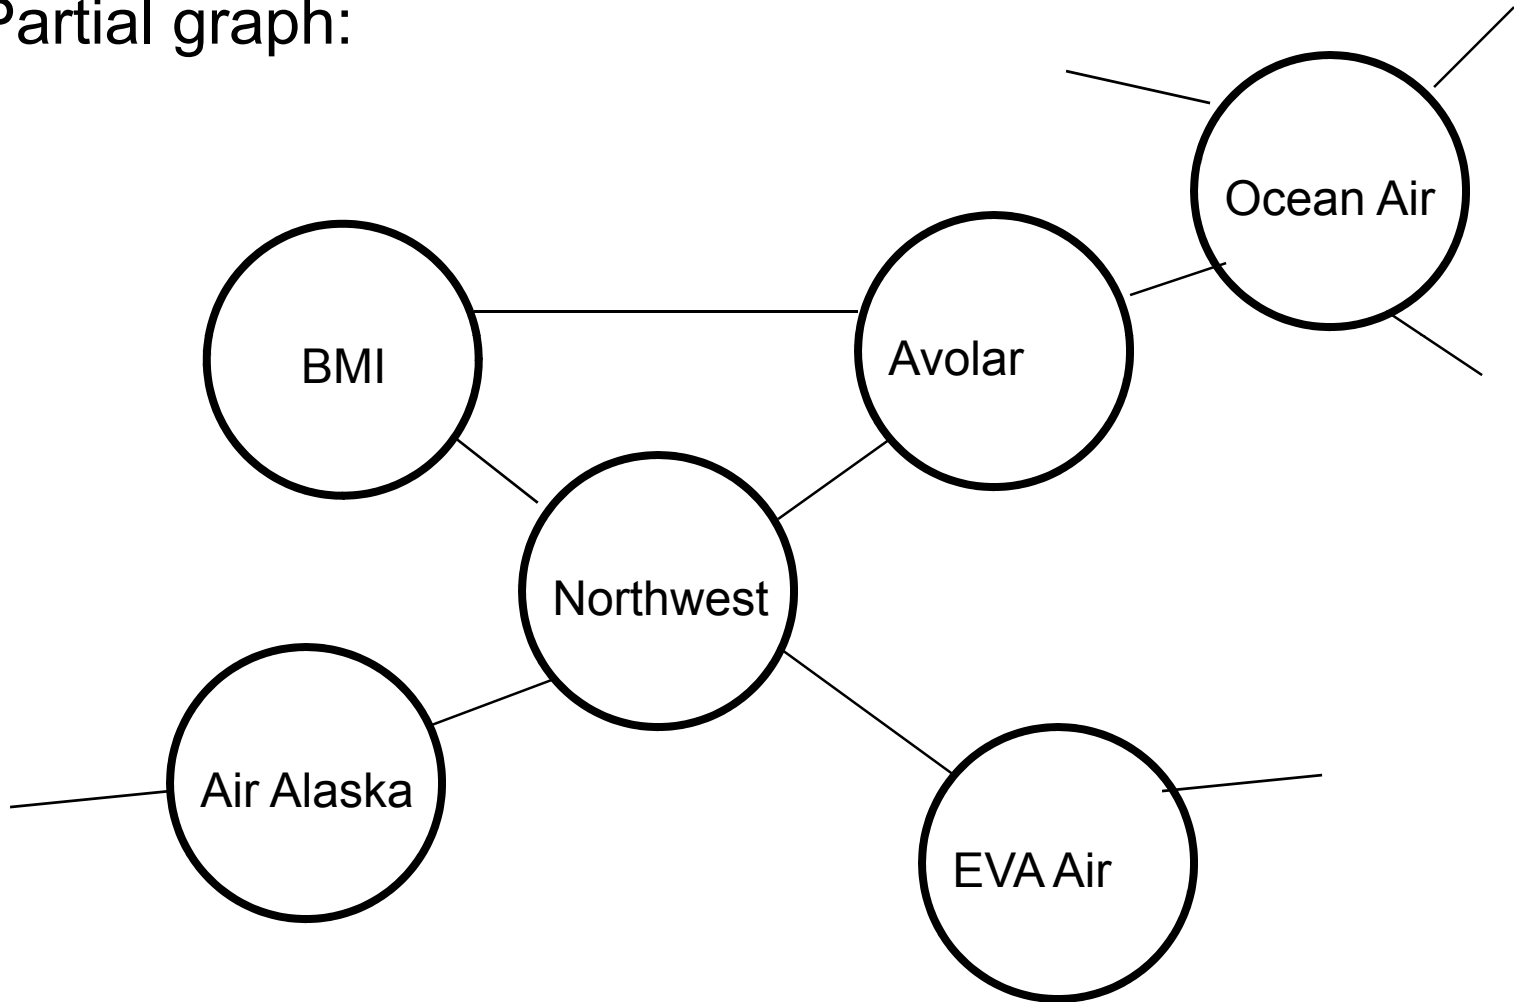 Partial graph:
Ocean Air
BMI
Avolar
Northwest
Air Alaska
EVA Air